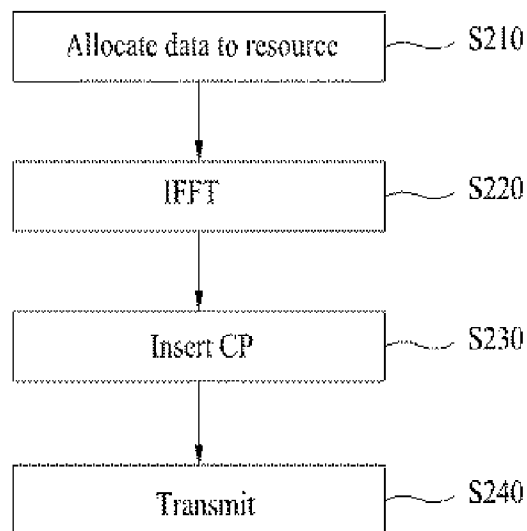 Allocate data to resource
S210
IFFT
S220
Insert CP
S230
Transmit
S240